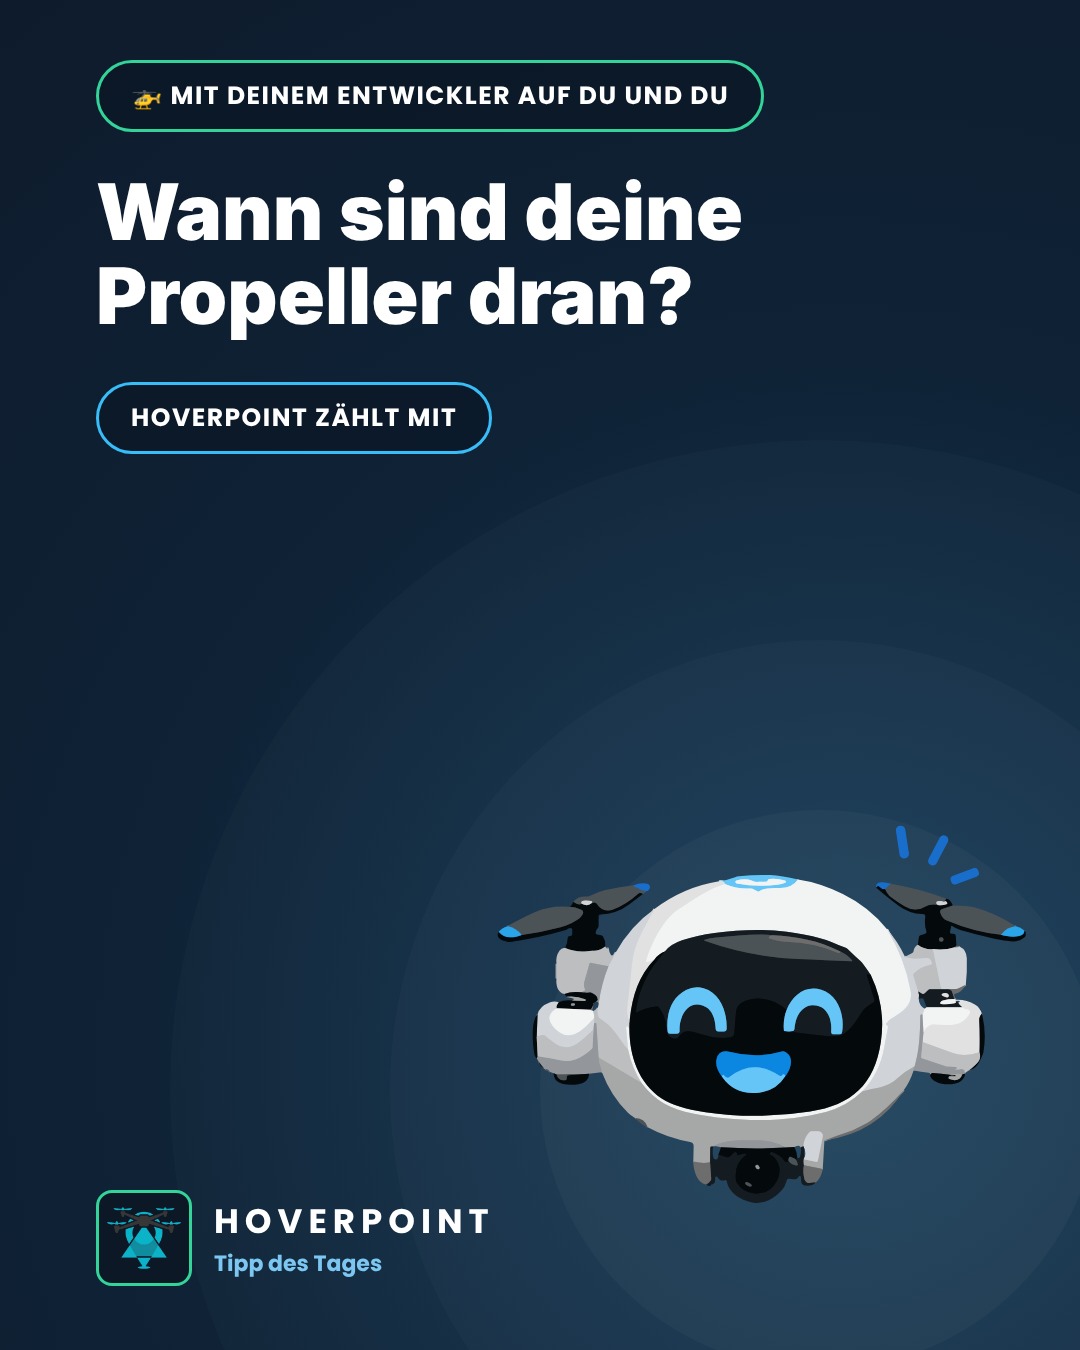 🚁 MIT DEINEM ENTWICKLER AUF DU UND DU
Wann sind deine
Propeller dran?
HOVERPOINT ZÄHLT MIT
HOVERPOINT
Tipp des Tages